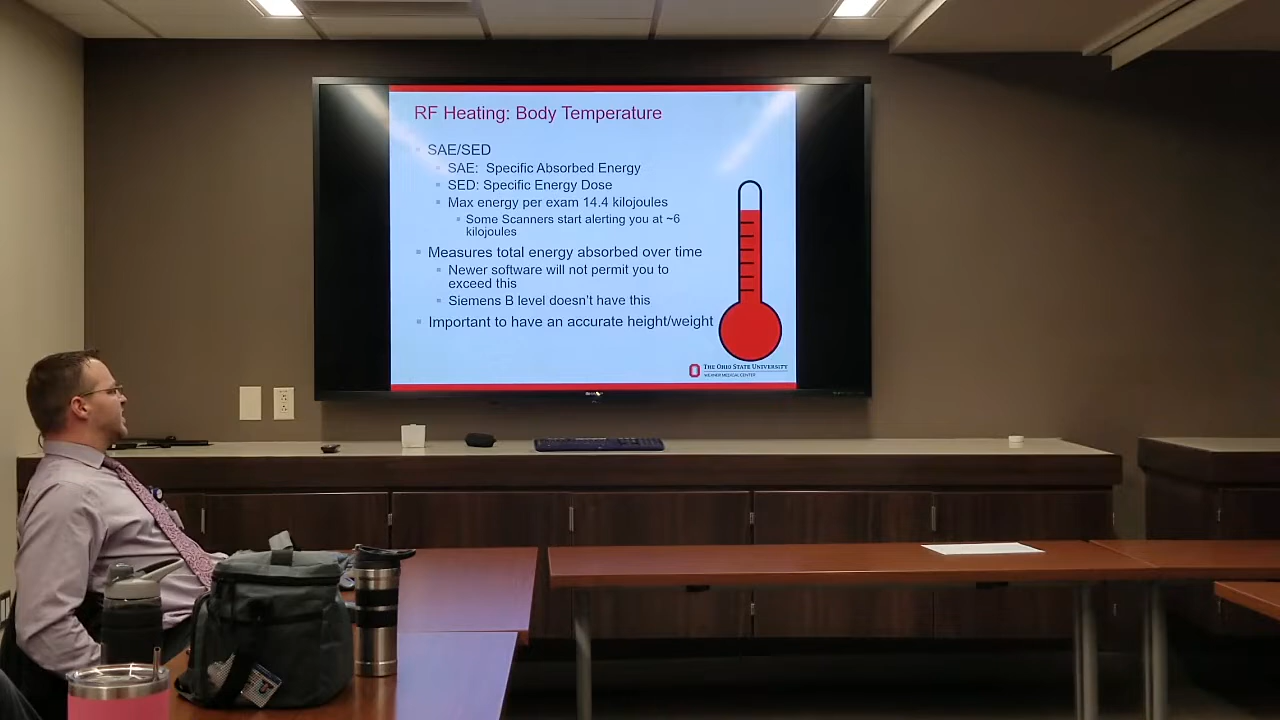 RF Heating: Body Temperature
SAE/SED
SAE: Specific Absorbed Energy
SED: Specific Energy Dose
Max energy per exam 14.4 kilojoules
Some Scanners start alerting you at ~6
kilojoules
Measures total energy absorbed over time
Newer software will not permit you to
exceed this
Siemens B level doesn't have this
Important to have an accurate height/weight
THE OHIO STATE UNIVERSITY
WEXNER MEDICAL CENTER